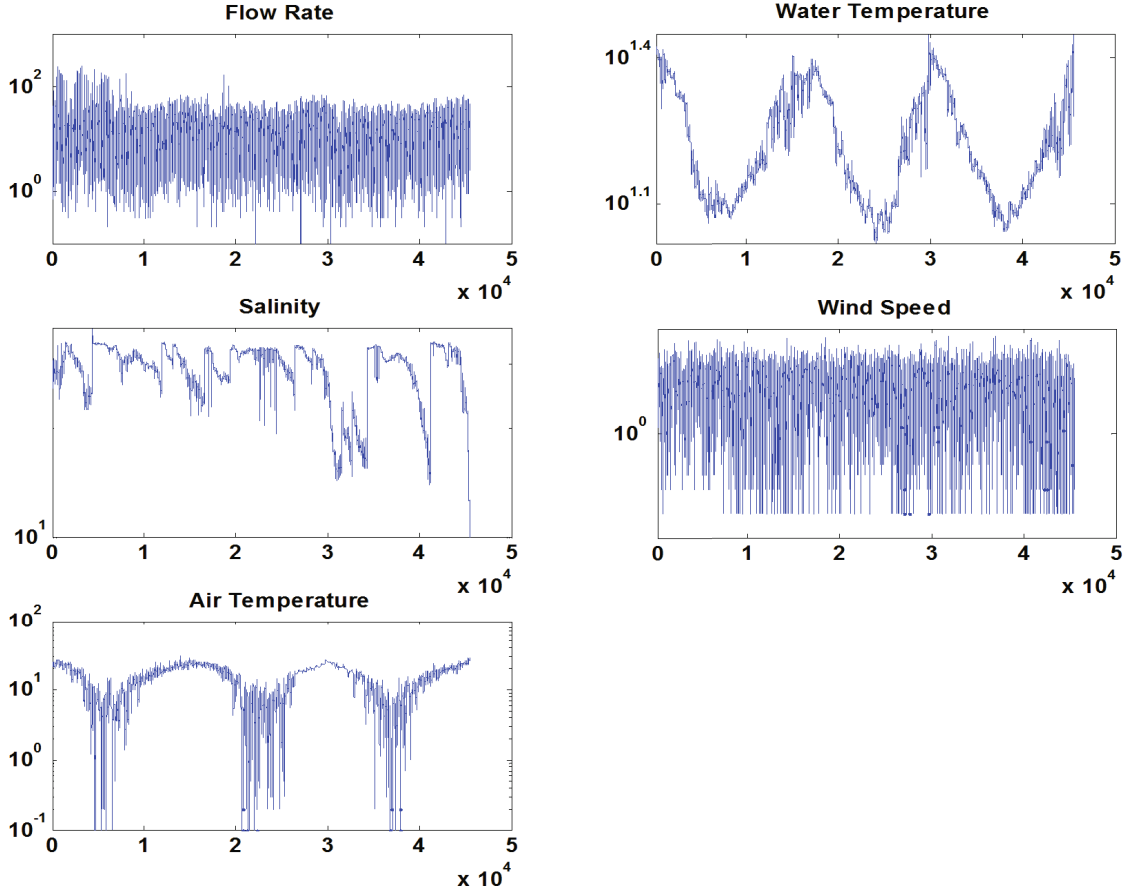 Flow Rate
10^2
10^0
0 1 2 3 4 5
x 10^4
Water Temperature
10^1.4
10^1.1
0 1 2 3 4 5
x 10^4
Salinity
10^1
0 1 2 3 4 5
x 10^4
Wind Speed
10^0
0 1 2 3 4 5
x 10^4
Air Temperature
10^2
10^1
10^0
10^-1
0 1 2 3 4 5
x 10^4